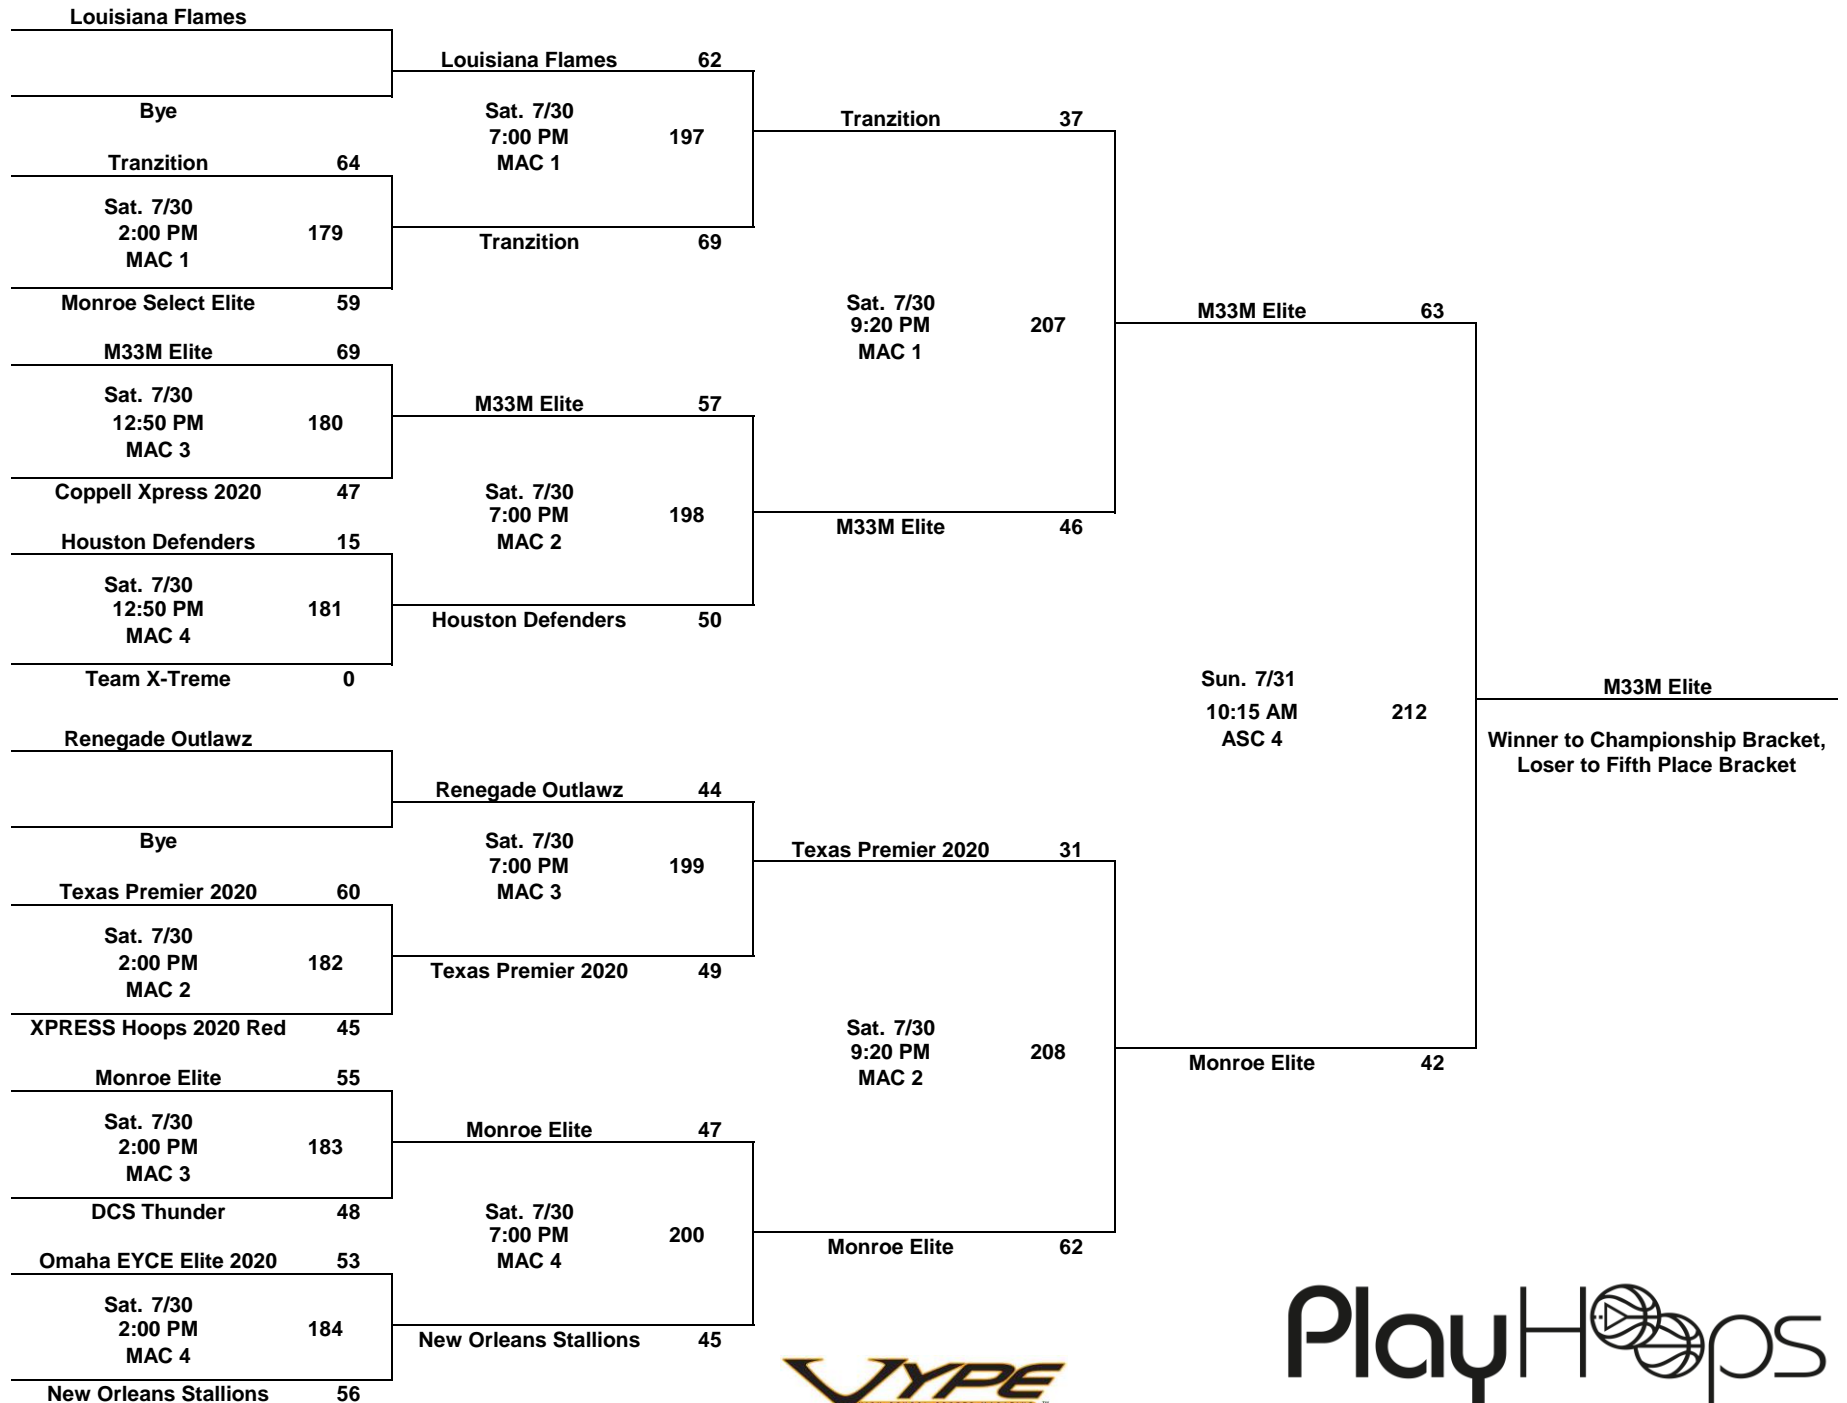 Louisiana Flames
Bye
Tranzition 64
Sat. 7/30
2:00 PM 179
MAC 1
Monroe Select Elite 59
M33M Elite 69
Sat. 7/30
12:50 PM 180
MAC 3
Coppell Xpress 2020 47
Houston Defenders 15
Sat. 7/30
12:50 PM 181
MAC 4
Team X-Treme 0
Renegade Outlawz
Bye
Texas Premier 2020 60
Sat. 7/30
2:00 PM 182
MAC 2
XPRESS Hoops 2020 Red 45
Monroe Elite 55
Sat. 7/30
2:00 PM 183
MAC 3
DCS Thunder 48
Omaha EYCE Elite 2020 53
Sat. 7/30
2:00 PM 184
MAC 4
New Orleans Stallions 56
Louisiana Flames 62
Sat. 7/30
7:00 PM 197
MAC 1
Tranzition 69
M33M Elite 57
Sat. 7/30
7:00 PM 198
MAC 2
Houston Defenders 50
Renegade Outlawz 44
Sat. 7/30
7:00 PM 199
MAC 3
Texas Premier 2020 49
Monroe Elite 47
Sat. 7/30
7:00 PM 200
MAC 4
New Orleans Stallions 45
Tranzition 37
Sat. 7/30
9:20 PM 207
MAC 1
M33M Elite 46
Texas Premier 2020 31
Sat. 7/30
9:20 PM 208
MAC 2
Monroe Elite 62
M33M Elite 63
Sun. 7/31
10:15 AM 212
ASC 4
Monroe Elite 42
M33M Elite
Winner to Championship Bracket,
Loser to Fifth Place Bracket
VYPE
PlayHoops